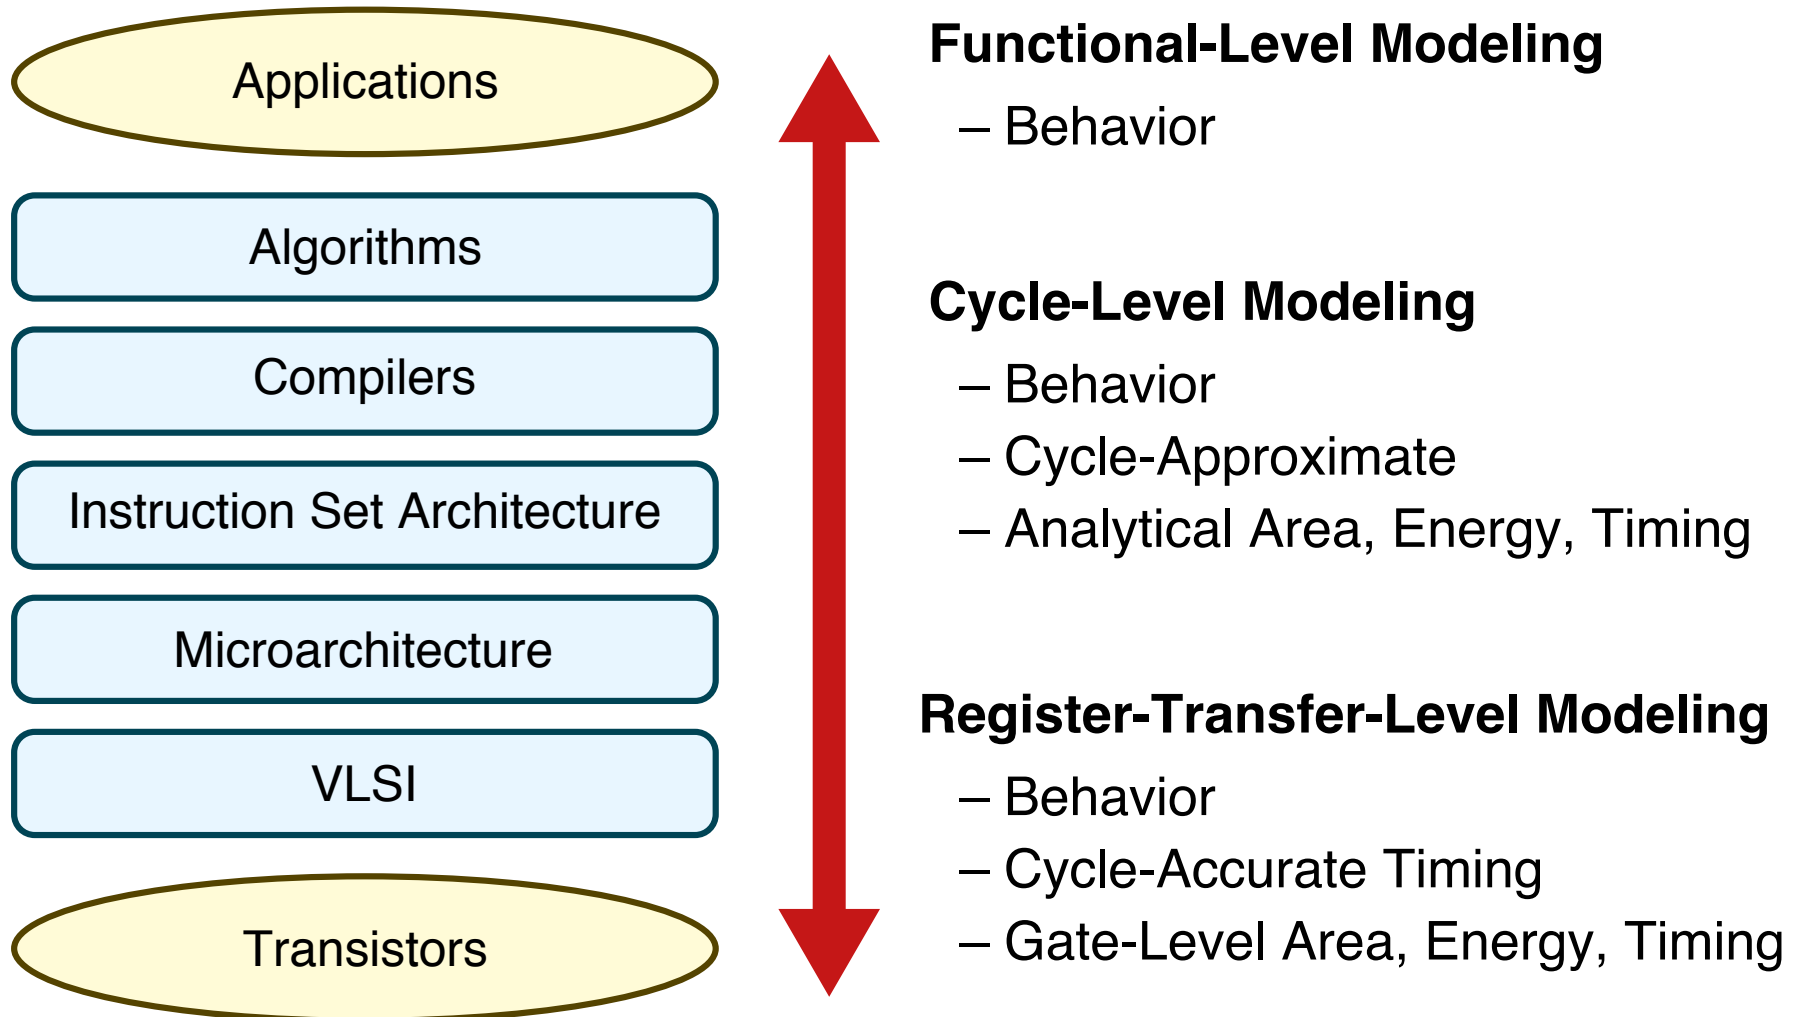 Applications
Algorithms
Compilers
Instruction Set Architecture
Microarchitecture
VLSI
Transistors
Functional-Level Modeling
– Behavior
Cycle-Level Modeling
– Behavior
– Cycle-Approximate
– Analytical Area, Energy, Timing
Register-Transfer-Level Modeling
– Behavior
– Cycle-Accurate Timing
– Gate-Level Area, Energy, Timing